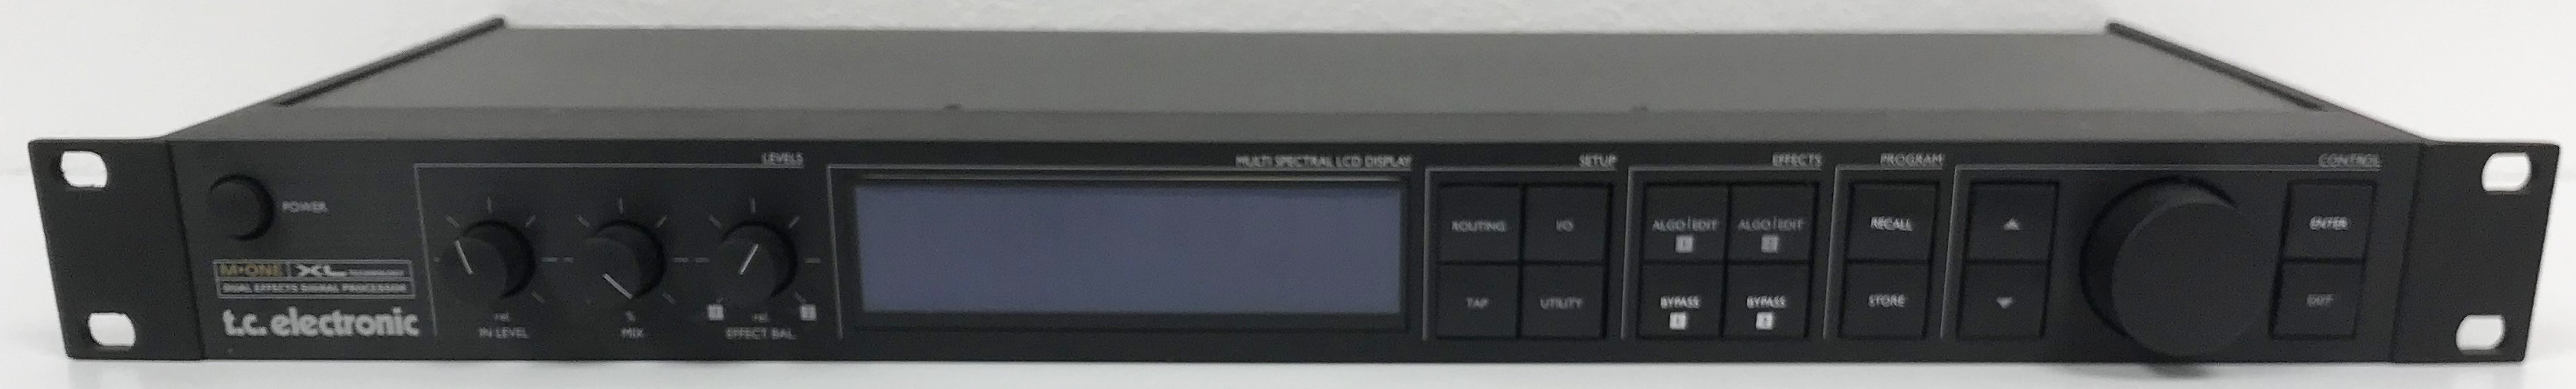 LEVELS
MULTI SPECTRAL LCD DISPLAY
SETUP
EFFECTS
PROGRAM
CONTROL
POWER
M•ONE XL TECHNOLOGY
DUAL EFFECTS SIGNAL PROCESSOR
t.c. electronic
rel.
IN LEVEL
%
MIX
1 rel. 2
EFFECT BAL.
ROUTING
I/O
TAP
UTILITY
ALGO|EDIT
1
ALGO|EDIT
2
BYPASS
1
BYPASS
2
RECALL
STORE
ENTER
EXIT